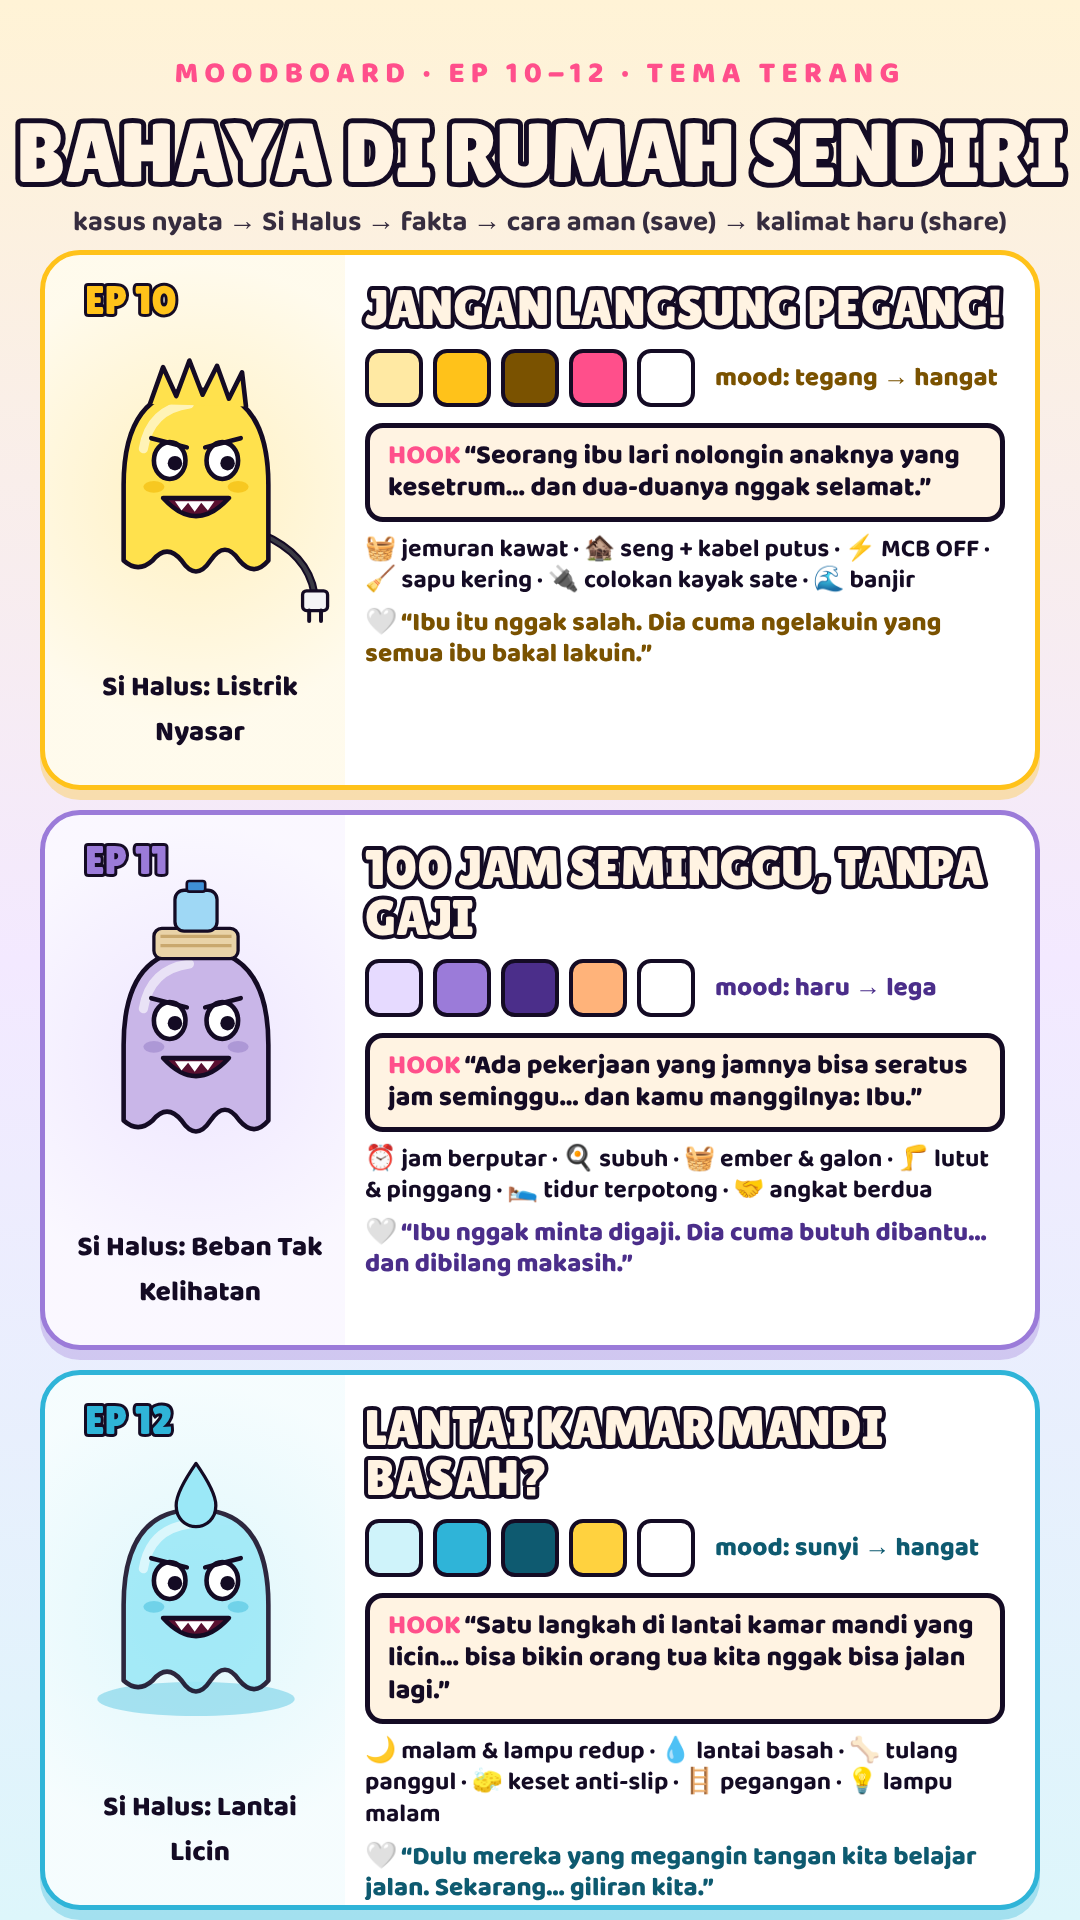 MOODBOARD · EP 10–12 · TEMA TERANG
BAHAYA DI RUMAH SENDIRI
kasus nyata → Si Halus → fakta → cara aman (save) → kalimat haru (share)
EP 10
Si Halus: Listrik
Nyasar
JANGAN LANGSUNG PEGANG!
mood: tegang → hangat
HOOK “Seorang ibu lari nolongin anaknya yang
kesetrum... dan dua-duanya nggak selamat.”
🧺 jemuran kawat · 🏚️ seng + kabel putus · ⚡ MCB OFF ·
🧹 sapu kering · 🔌 colokan kayak sate · 🌊 banjir
🤍 “Ibu itu nggak salah. Dia cuma ngelakuin yang
semua ibu bakal lakuin.”
EP 11
Si Halus: Beban Tak
Kelihatan
100 JAM SEMINGGU, TANPA
GAJI
mood: haru → lega
HOOK “Ada pekerjaan yang jamnya bisa seratus
jam seminggu... dan kamu manggilnya: Ibu.”
⏰ jam berputar · 🍳 subuh · 🧺 ember & galon · 🦵 lutut
& pinggang · 🛌 tidur terpotong · 🤝 angkat berdua
🤍 “Ibu nggak minta digaji. Dia cuma butuh dibantu...
dan dibilang makasih.”
EP 12
Si Halus: Lantai
Licin
LANTAI KAMAR MANDI
BASAH?
mood: sunyi → hangat
HOOK “Satu langkah di lantai kamar mandi yang
licin... bisa bikin orang tua kita nggak bisa jalan
lagi.”
🌙 malam & lampu redup · 💧 lantai basah · 🦴 tulang
panggul · 🧽 keset anti-slip · 🪜 pegangan · 💡 lampu
malam
🤍 “Dulu mereka yang megangin tangan kita belajar
jalan. Sekarang... giliran kita.”